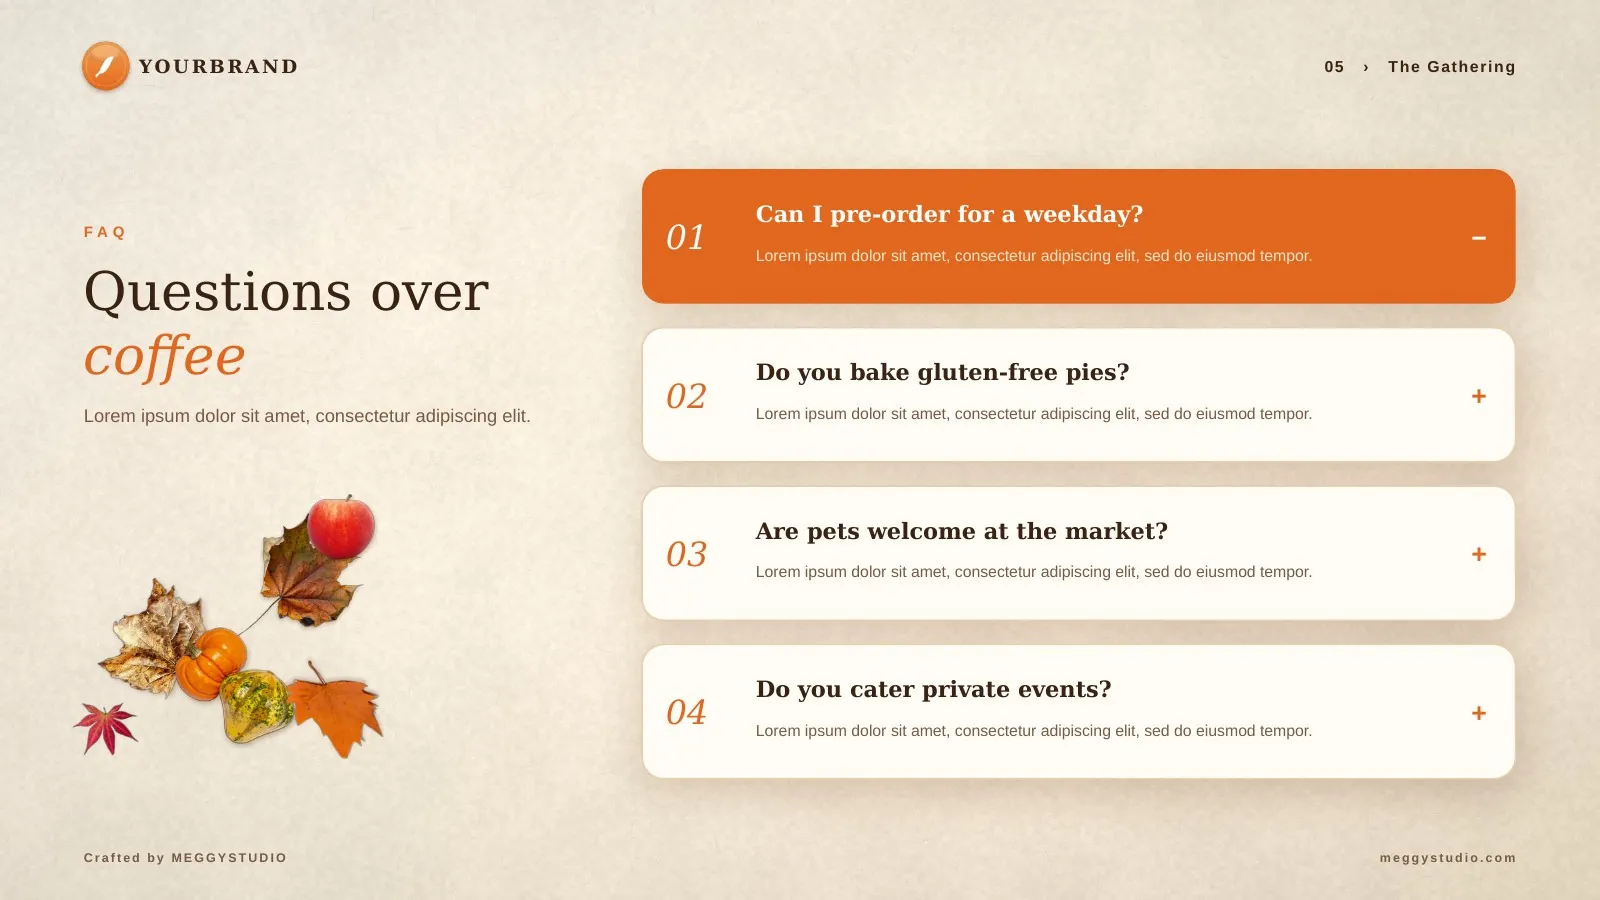 YOURBRAND
05 › The Gathering
FAQ
Questions over
coffee
Lorem ipsum dolor sit amet, consectetur adipiscing elit.
01
Can I pre-order for a weekday?
Lorem ipsum dolor sit amet, consectetur adipiscing elit, sed do eiusmod tempor.
−
02
Do you bake gluten-free pies?
Lorem ipsum dolor sit amet, consectetur adipiscing elit, sed do eiusmod tempor.
+
03
Are pets welcome at the market?
Lorem ipsum dolor sit amet, consectetur adipiscing elit, sed do eiusmod tempor.
+
04
Do you cater private events?
Lorem ipsum dolor sit amet, consectetur adipiscing elit, sed do eiusmod tempor.
+
Crafted by MEGGYSTUDIO
meggystudio.com